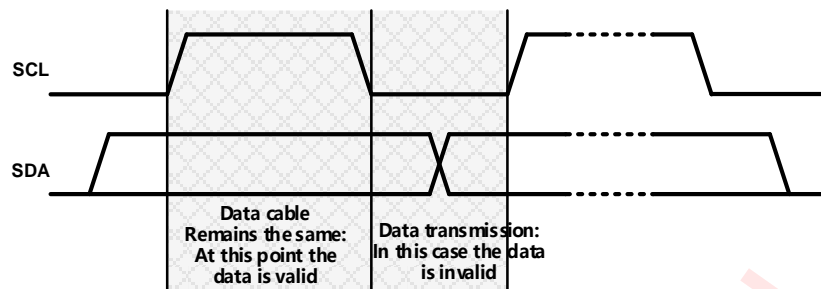 SCL
SDA
Data cable
Remains the same:
At this point the
data is valid
Data transmission:
In this case the data
is invalid